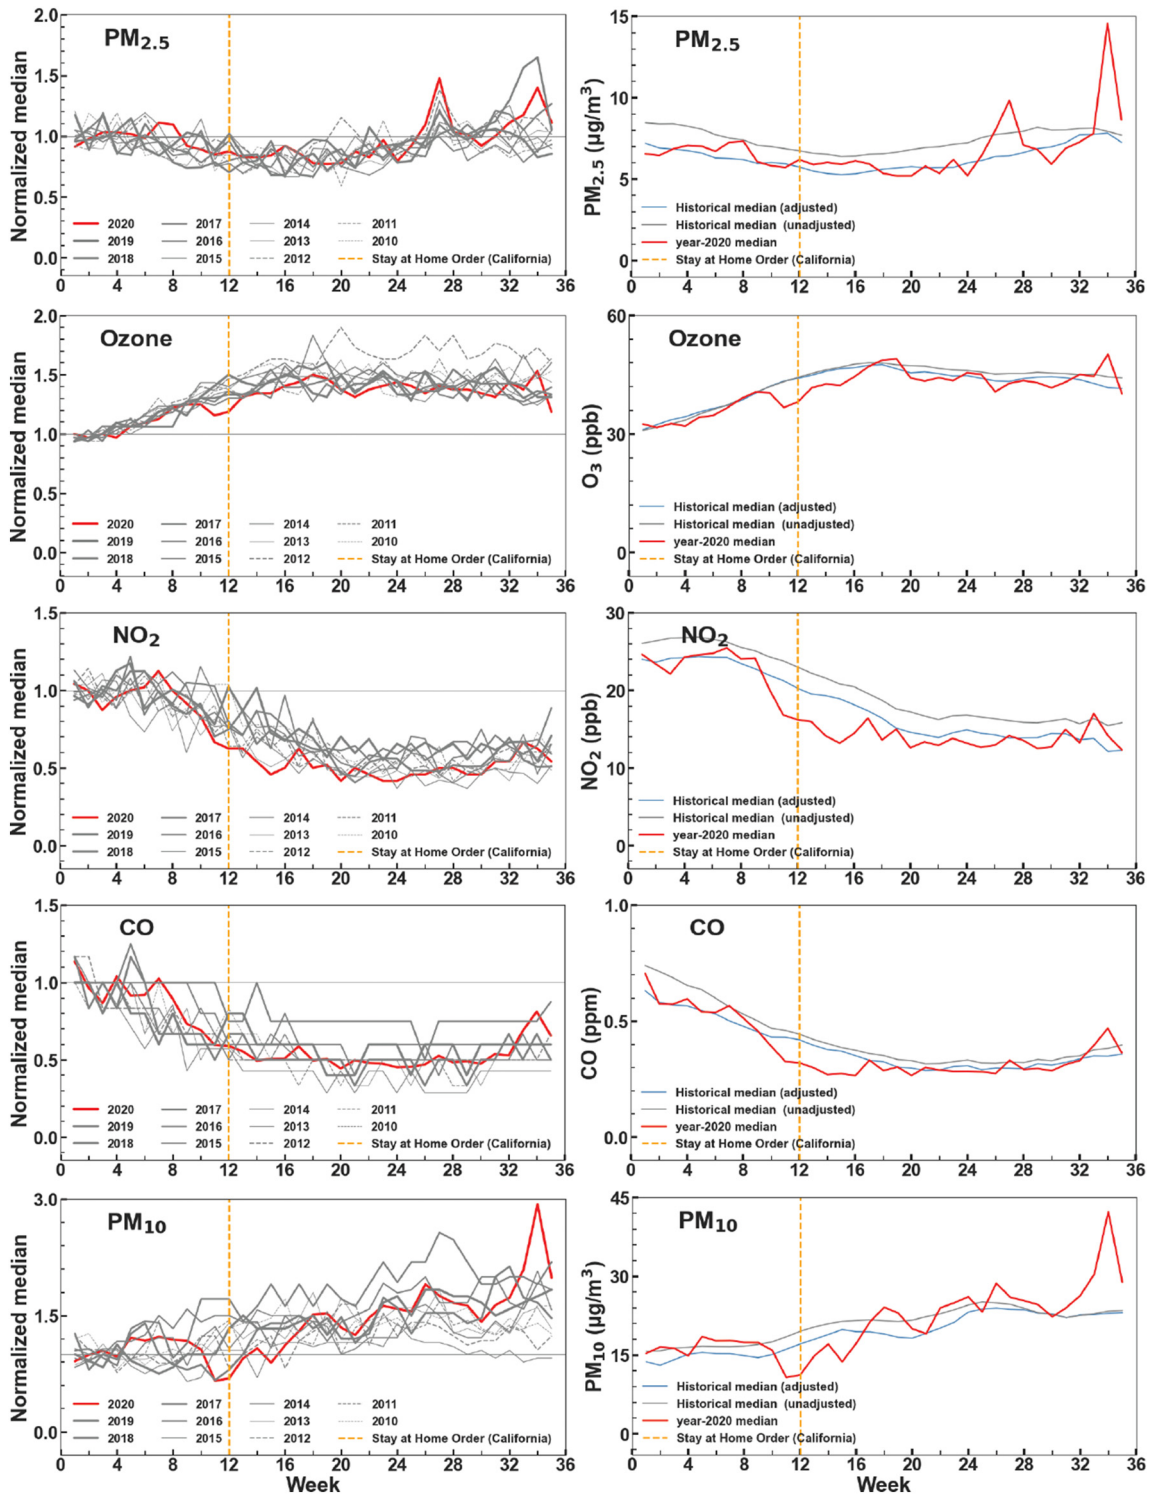 PM2.5
Normalized median
2.0
1.5
1.0
0.5
0.0
2020 2017 2014 2011
2019 2016 2013 2010
2018 2015 2012 Stay at Home Order (California)
0 4 8 12 16 20 24 28 32 36
PM2.5
PM2.5 (μg/m3)
15
10
5
0
Historical median (adjusted)
Historical median (unadjusted)
year-2020 median
Stay at Home Order (California)
0 4 8 12 16 20 24 28 32 36
Ozone
Normalized median
2.0
1.5
1.0
0.5
0.0
2020 2017 2014 2011
2019 2016 2013 2010
2018 2015 2012 Stay at Home Order (California)
0 4 8 12 16 20 24 28 32 36
Ozone
O3 (ppb)
60
30
0
Historical median (adjusted)
Historical median (unadjusted)
year-2020 median
Stay at Home Order (California)
0 4 8 12 16 20 24 28 32 36
NO2
Normalized median
1.5
1.0
0.5
0.0
2020 2017 2014 2011
2019 2016 2013 2010
2018 2015 2012 Stay at Home Order (California)
0 4 8 12 16 20 24 28 32 36
NO2
NO2 (ppb)
30
20
10
0
Historical median (adjusted)
Historical median (unadjusted)
year-2020 median
Stay at Home Order (California)
0 4 8 12 16 20 24 28 32 36
CO
Normalized median
1.5
1.0
0.5
0.0
2020 2017 2014 2011
2019 2016 2013 2010
2018 2015 2012 Stay at Home Order (California)
0 4 8 12 16 20 24 28 32 36
CO
CO (ppm)
1.0
0.5
0.0
Historical median (adjusted)
Historical median (unadjusted)
year-2020 median
Stay at Home Order (California)
0 4 8 12 16 20 24 28 32 36
PM10
Normalized median
3.0
1.5
1.0
0.0
2020 2017 2014 2011
2019 2016 2013 2010
2018 2015 2012 Stay at Home Order (California)
0 4 8 12 16 20 24 28 32 36
Week
PM10
PM10 (μg/m3)
45
30
15
0
Historical median (adjusted)
Historical median (unadjusted)
year-2020 median
Stay at Home Order (California)
0 4 8 12 16 20 24 28 32 36
Week